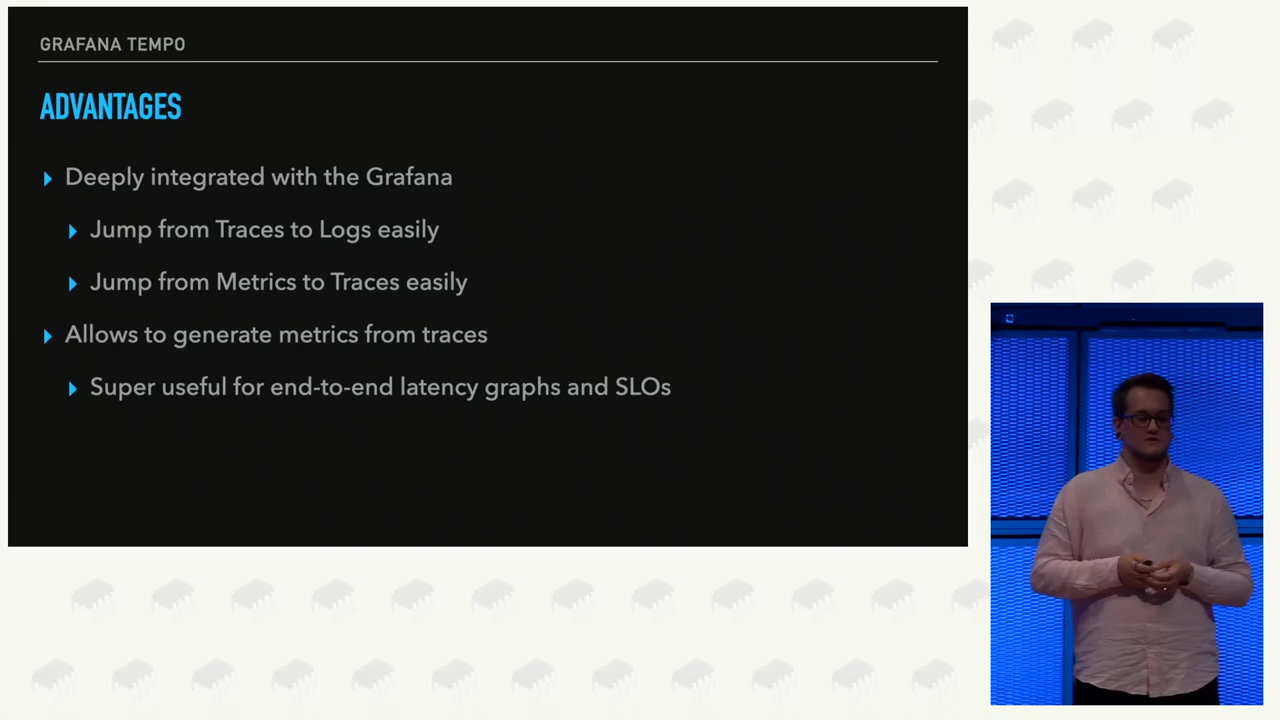 GRAFANA TEMPO
ADVANTAGES
Deeply integrated with the Grafana
Jump from Traces to Logs easily
Jump from Metrics to Traces easily
Allows to generate metrics from traces
Super useful for end-to-end latency graphs and SLOs